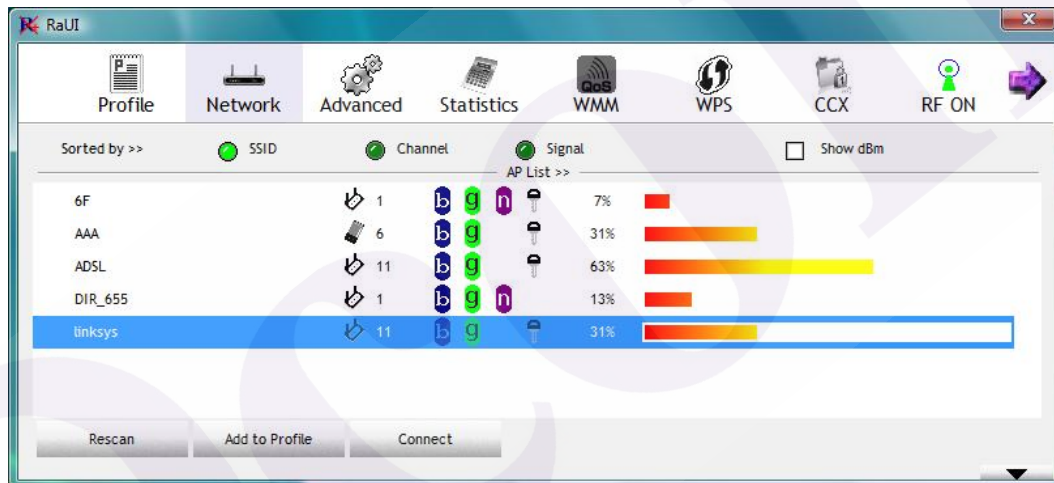 RaUI
Profile Network Advanced Statistics QoS WMM WPS CCX RF ON
Sorted by >> SSID Channel Signal Show dBm
AP List >>
6F 1 b g n 7%
AAA 6 b g 31%
ADSL 11 b g 63%
DIR_655 1 b g n 13%
linksys 11 b g 31%
Rescan Add to Profile Connect